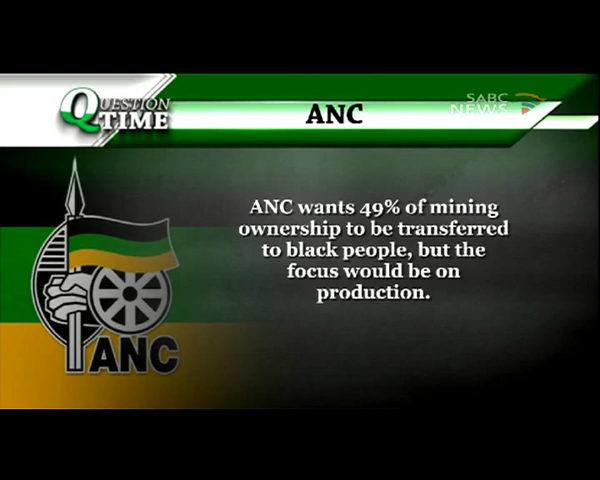 QUESTION
TIME
ANC
SABC
NEWS
ANC wants 49% of mining
ownership to be transferred
to black people, but the
focus would be on
production.
ANC